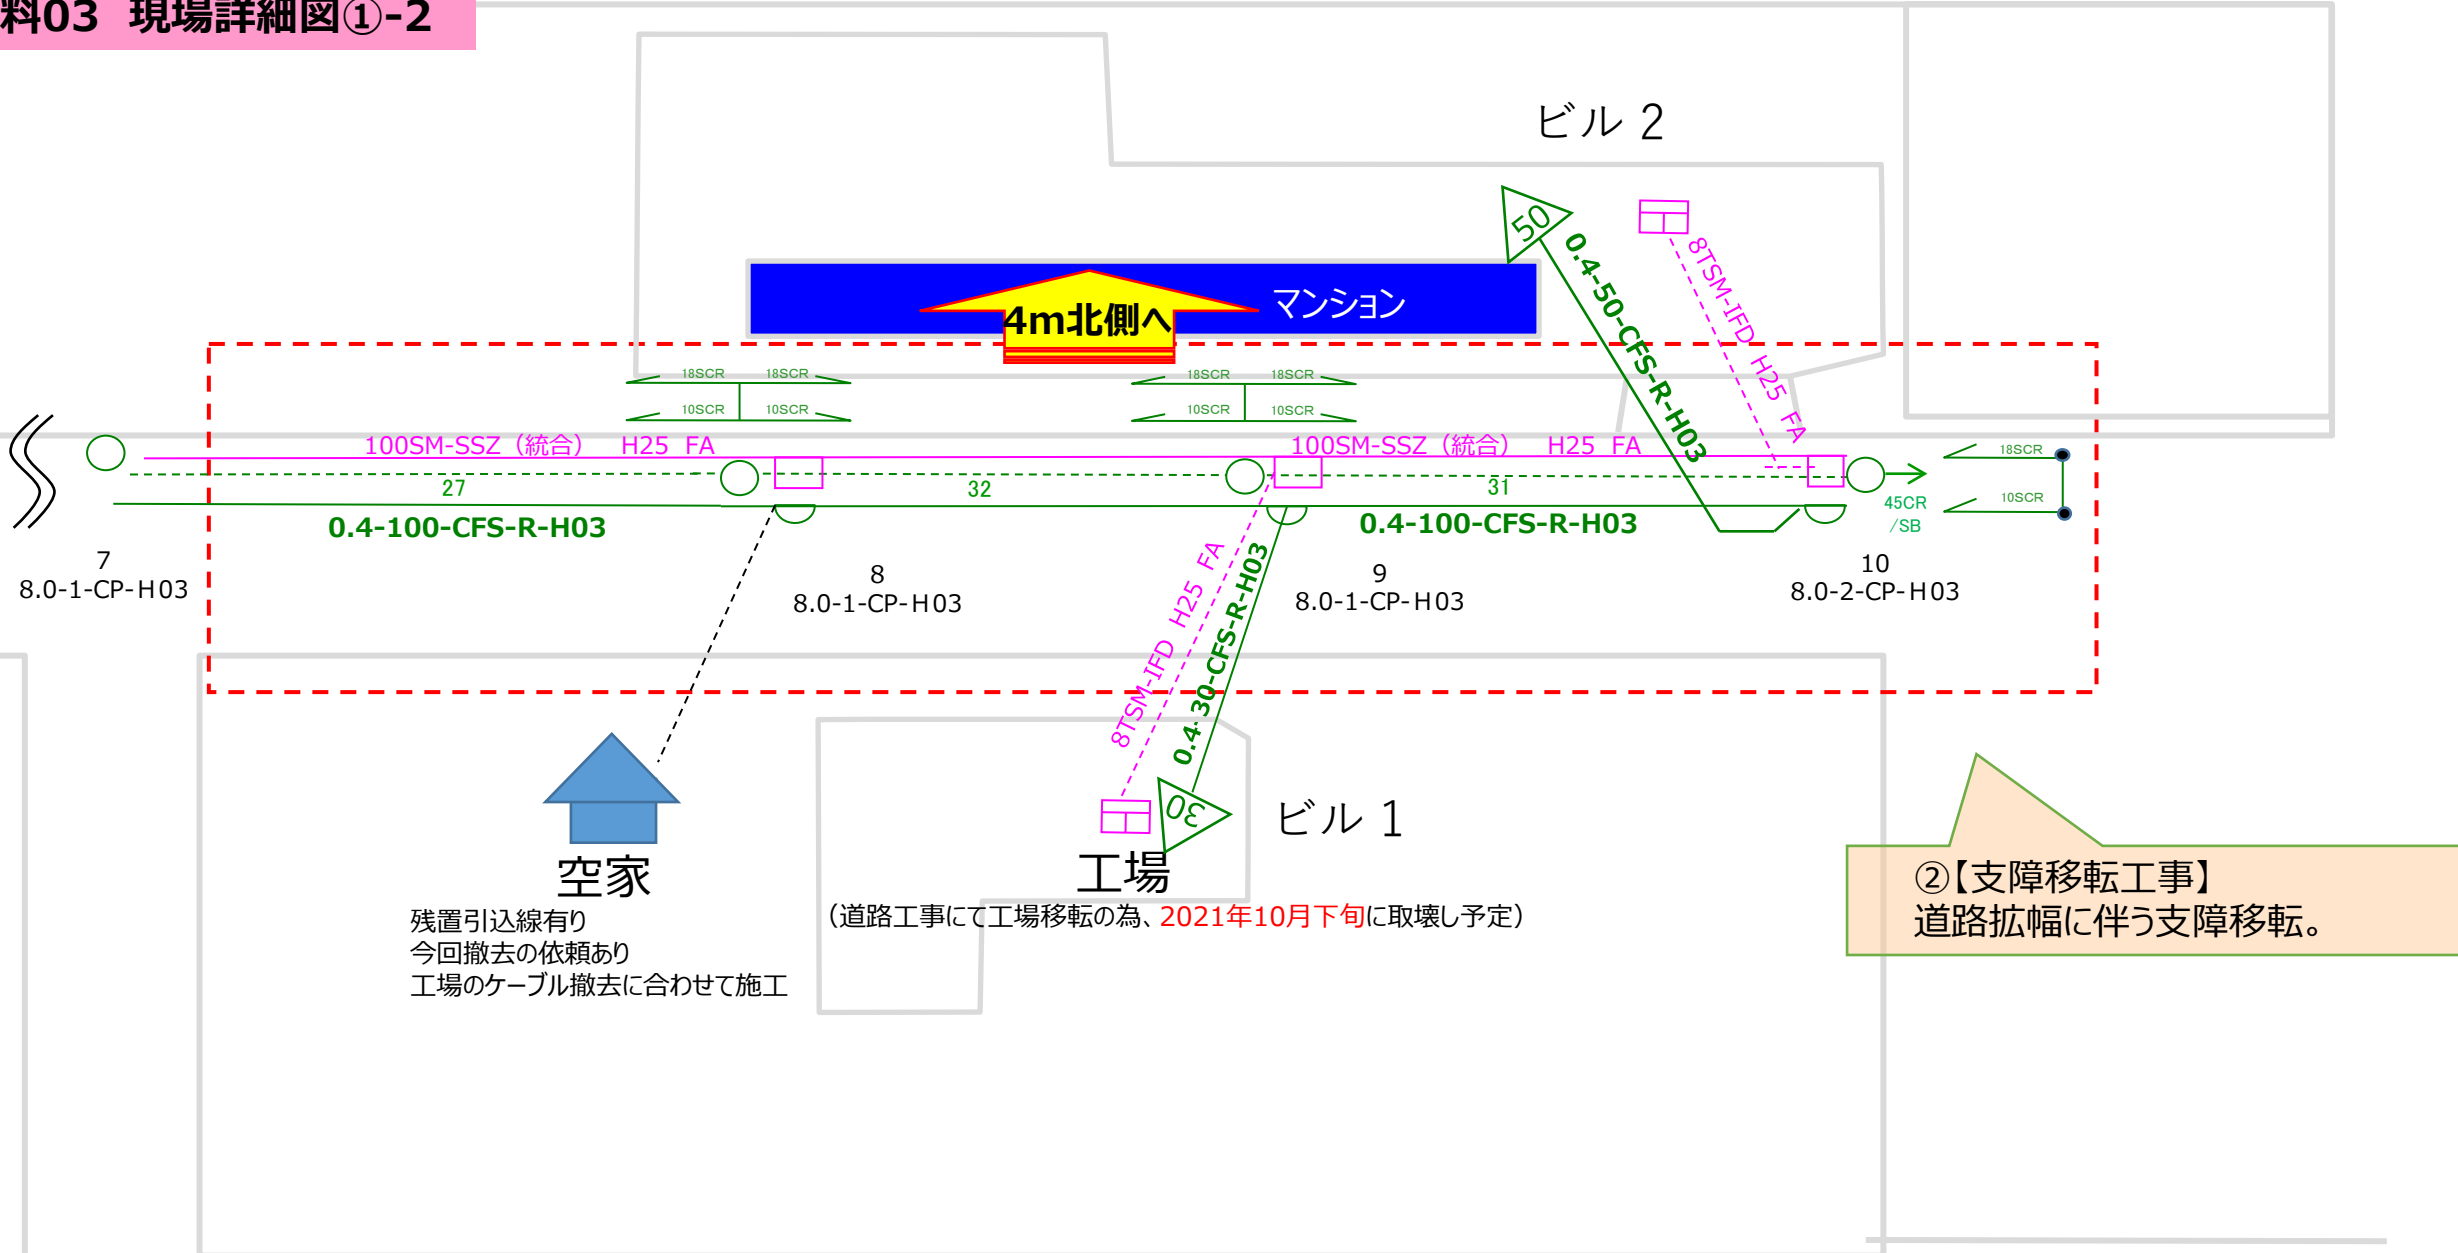 料03 現場詳細図①-2
ビル 2
マンション
4m北側へ
50
0.4-50-CFS-R-H03
8TSM-IFD H25 FA
18SCR 18SCR
10SCR 10SCR
18SCR 18SCR
10SCR 10SCR
18SCR
10SCR
100SM-SSZ（統合） H25 FA
100SM-SSZ（統合） H25 FA
27
32
31
0.4-100-CFS-R-H03
0.4-100-CFS-R-H03
45CR
/SB
7
8.0-1-CP-H03
8
8.0-1-CP-H03
9
8.0-1-CP-H03
10
8.0-2-CP-H03
8TSM-IFD H25 FA
0.4-30-CFS-R-H03
30
ビル 1
空家
残置引込線有り
今回撤去の依頼あり
工場のケーブル撤去に合わせて施工
工場
（道路工事にて工場移転の為、2021年10月下旬に取壊し予定）
②【支障移転工事】
道路拡幅に伴う支障移転。